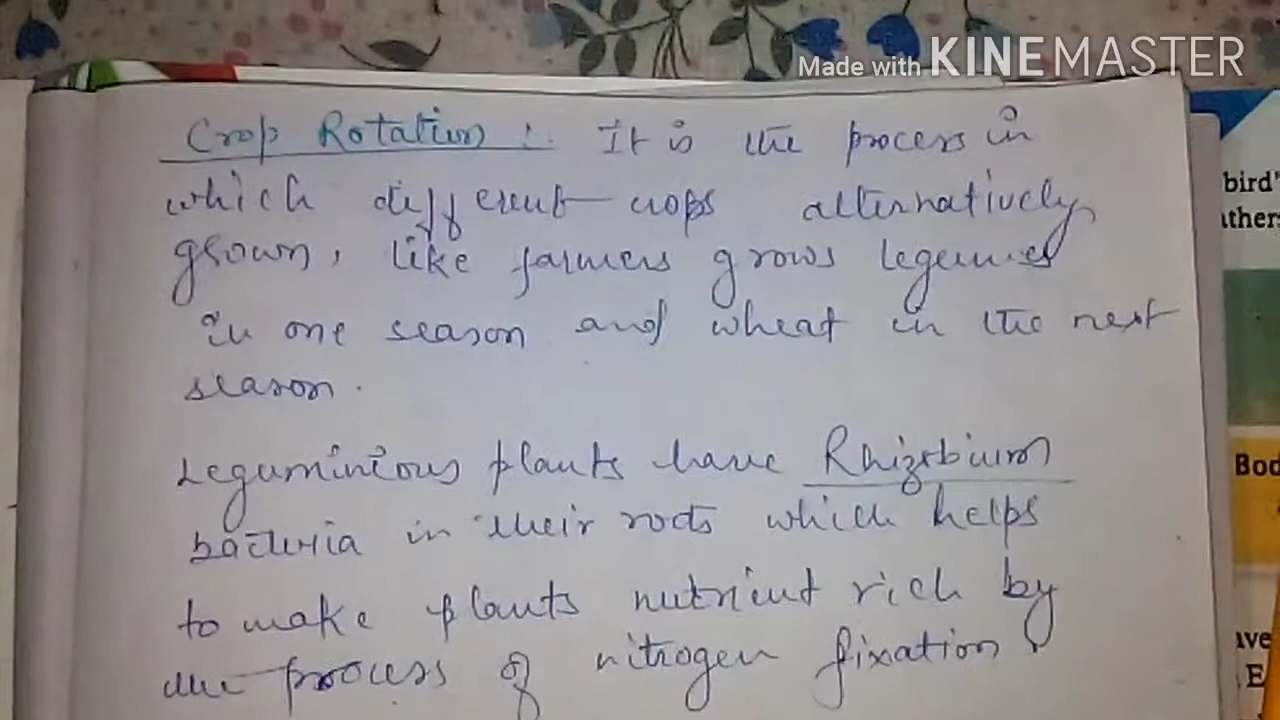 Made with KINEMASTER
Crop Rotation :- It is the process in
which different crops alternatively
grown, like farmers grows legumes
in one season and wheat in the next
season.
Leguminious plants have Rhizobium
bacteria in their roots which helps
to make plants nutrient rich by
the process of nitrogen fixation
bird"
Bod
ave
E